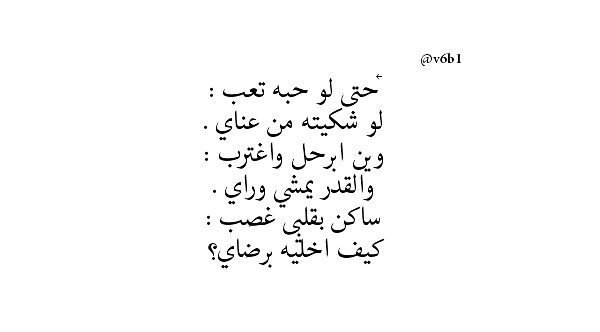 @v6b1
←
حتى لو حبه تعب :
لو شكيته من عناي .
وين ابرحل واغترب :
والقدر يمشي وراي .
ساكن بقلبي غصب :
كيف اخليه برضاي؟